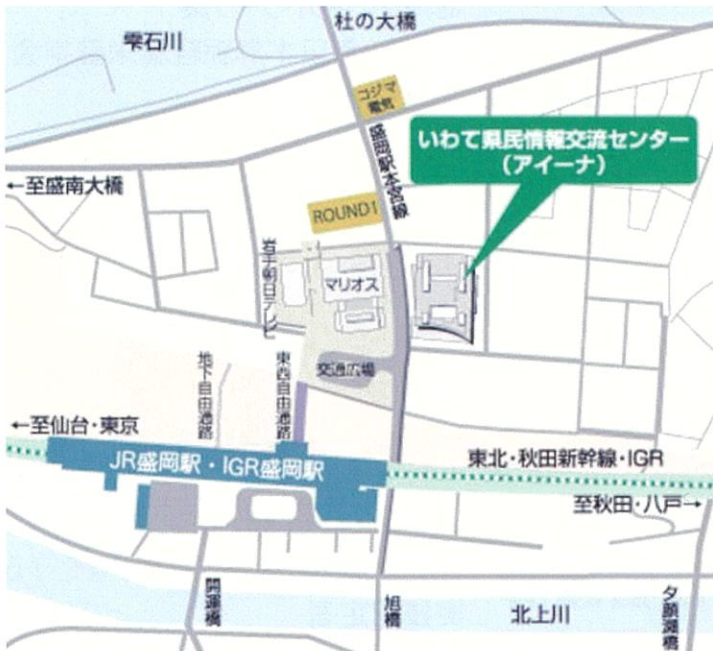 杜の大橋
雫石川
コジマ
電気
盛岡駅本宮線
いわて県民情報交流センター
（アイーナ）
←至盛南大橋
ROUND1
岩手朝日テレビ
マリオス
交通広場
地下自由通路
東西自由通路
←至仙台・東京
JR盛岡駅・IGR盛岡駅
東北・秋田新幹線・IGR
至秋田・八戸→
開運橋
旭橋
北上川
夕顔瀬橋